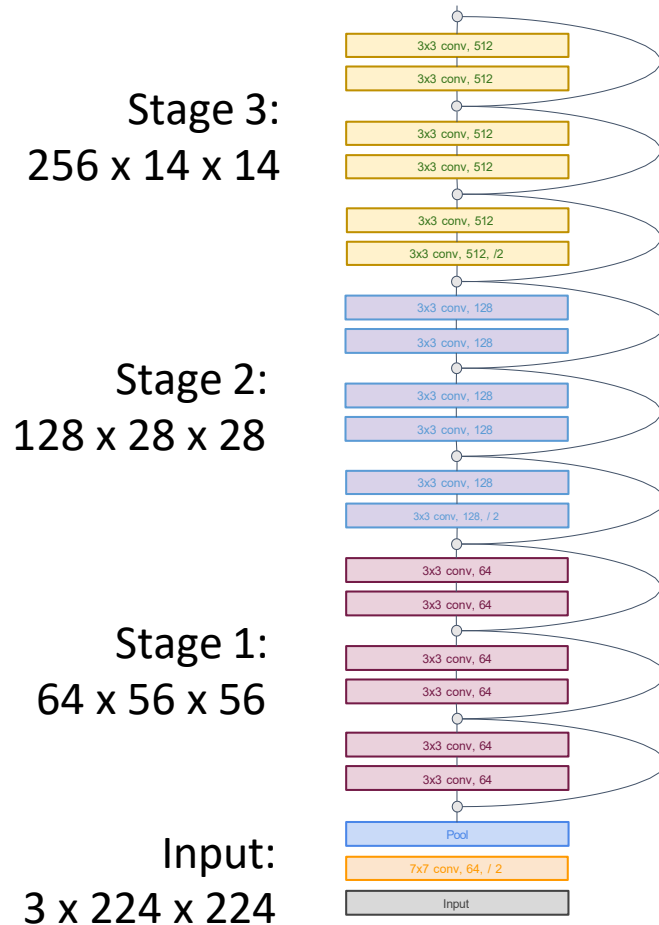 3x3 conv, 512
3x3 conv, 512
Stage 3:
256 x 14 x 14
3x3 conv, 512
3x3 conv, 512
3x3 conv, 512
3x3 conv, 512, /2
3x3 conv, 128
3x3 conv, 128
Stage 2:
128 x 28 x 28
3x3 conv, 128
3x3 conv, 128
3x3 conv, 128
3x3 conv, 128, / 2
3x3 conv, 64
3x3 conv, 64
Stage 1:
64 x 56 x 56
3x3 conv, 64
3x3 conv, 64
3x3 conv, 64
3x3 conv, 64
Pool
Input:
3 x 224 x 224
7x7 conv, 64, / 2
Input